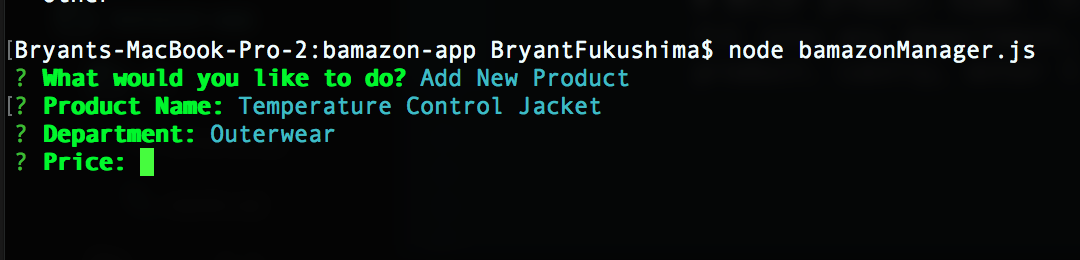 [Bryants-MacBook-Pro-2:bamazon-app BryantFukushima$ node bamazonManager.js
? What would you like to do? Add New Product
[? Product Name: Temperature Control Jacket
? Department: Outerwear
? Price: